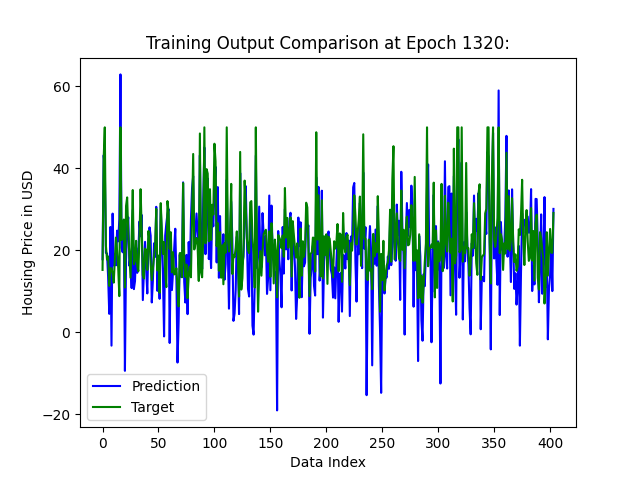 Training Output Comparison at Epoch 1320:
Housing Price in USD
60
40
20
0
−20
Prediction
Target
0 50 100 150 200 250 300 350 400
Data Index